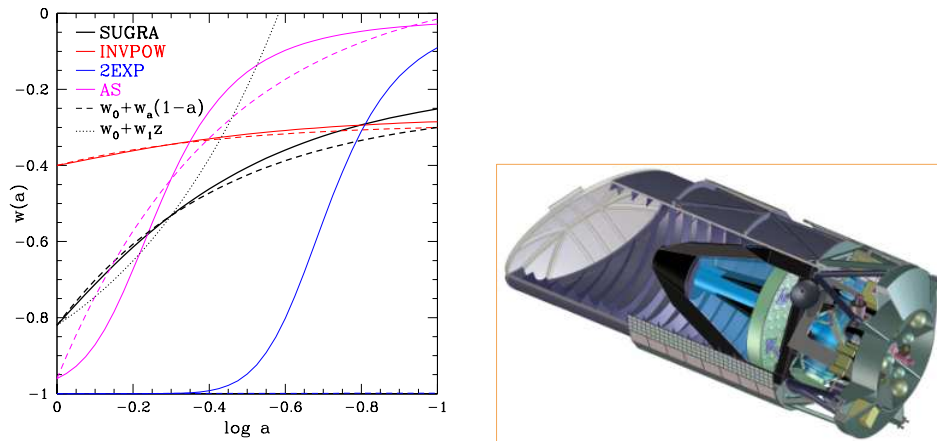 SUGRA
INVPOW
2EXP
AS
w₀+wₐ(1-a)
w₀+w₁z
0
-0.2
-0.4
-0.6
-0.8
-1
w(a)
0 -0.2 -0.4 -0.6 -0.8 -1
log a